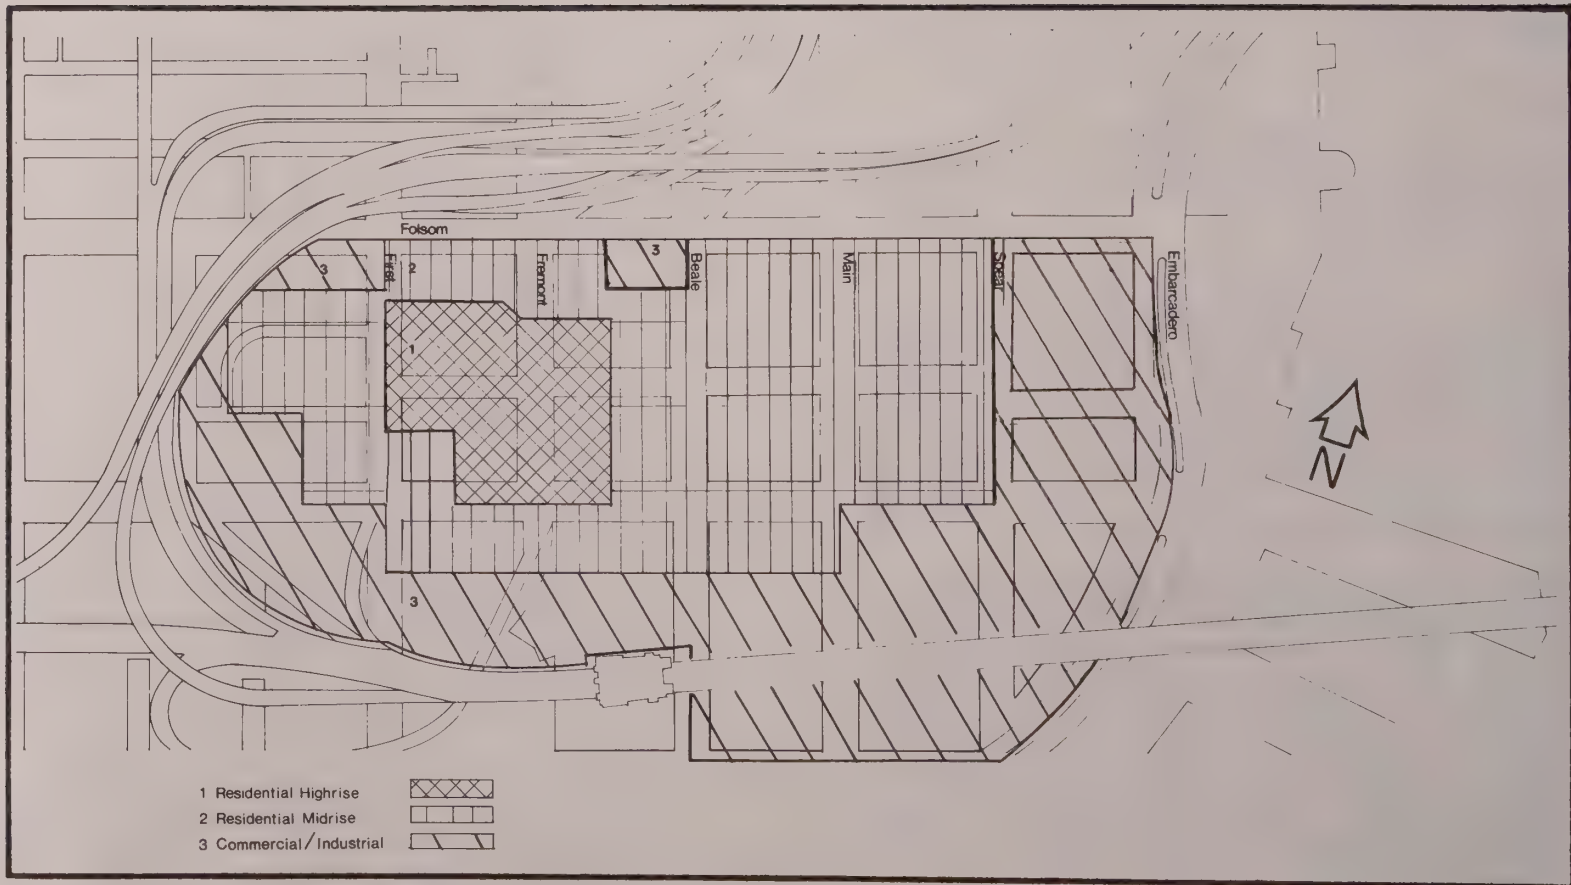 Folsom
3
First
2
Fremont
3
Beale
Main
Spear
Embarcadero
1
N
3
1 Residential Highrise
2 Residential Midrise
3 Commercial/Industrial